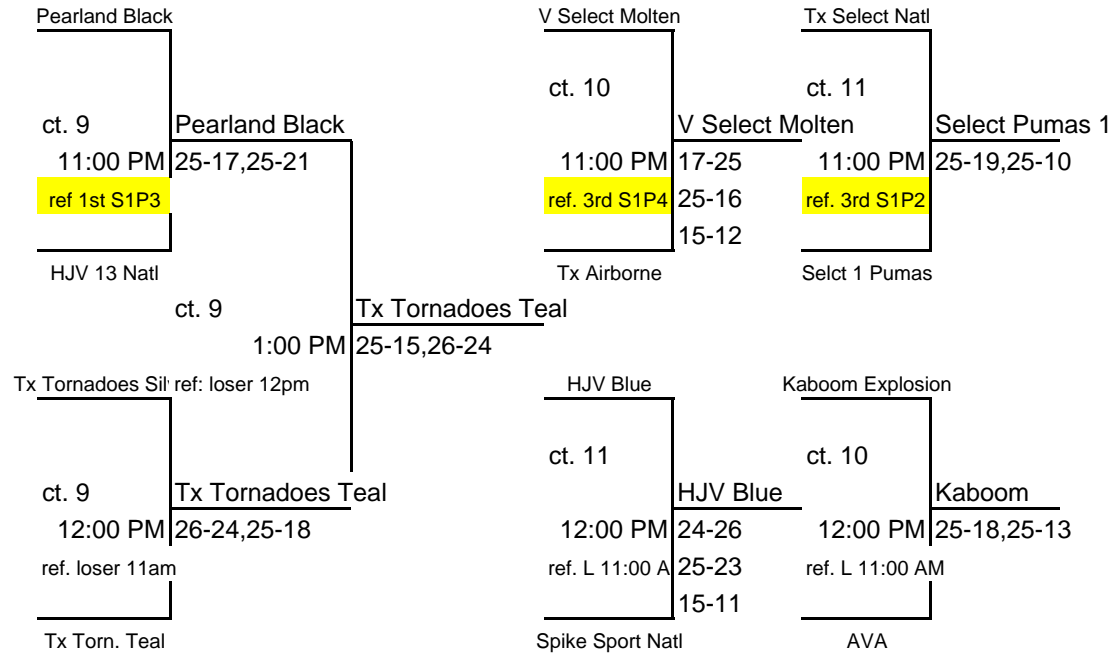 Pearland Black
V Select Molten
Tx Select Natl
ct. 10
ct. 11
ct. 9
Pearland Black
V Select Molten
Select Pumas 1
11:00 PM
25-17,25-21
11:00 PM
17-25
11:00 PM
25-19,25-10
ref 1st S1P3
ref. 3rd S1P4
25-16
ref. 3rd S1P2
15-12
HJV 13 Natl
Tx Airborne
Selct 1 Pumas
ct. 9
Tx Tornadoes Teal
1:00 PM
25-15,26-24
Tx Tornadoes Sil
ref: loser 12pm
HJV Blue
Kaboom Explosion
ct. 11
ct. 10
ct. 9
Tx Tornadoes Teal
HJV Blue
Kaboom
12:00 PM
26-24,25-18
12:00 PM
24-26
12:00 PM
25-18,25-13
ref. loser 11am
ref. L 11:00 A
25-23
ref. L 11:00 AM
15-11
Tx Torn. Teal
Spike Sport Natl
AVA